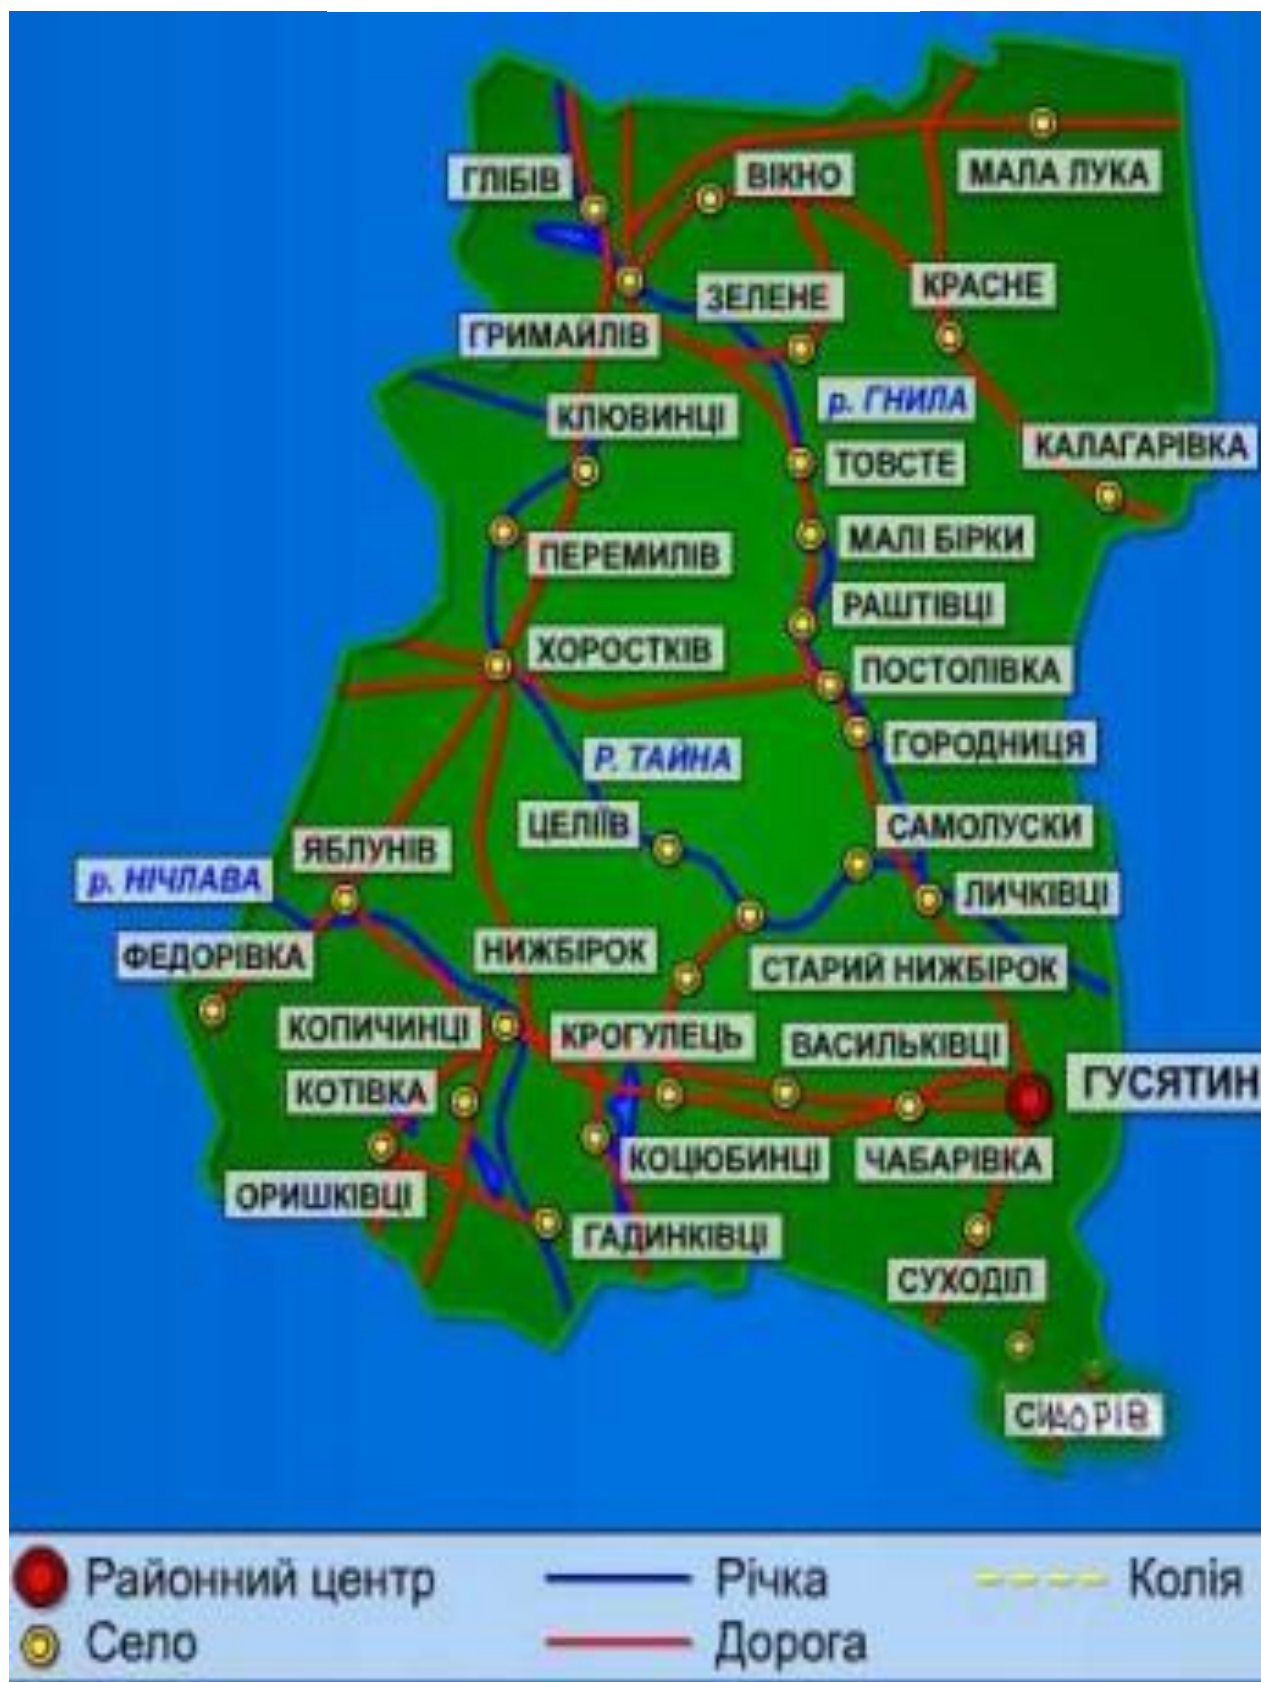 ГЛІБІВ
ВІКНО
МАЛА ЛУКА
ЗЕЛЕНЕ
КРАСНЕ
ГРИМАЙЛІВ
р. ГНИЛА
КЛЮВИНЦІ
КАЛАГАРІВКА
ТОВСТЕ
МАЛІ БІРКИ
ПЕРЕМИЛІВ
РАШТІВЦІ
ХОРОСТКІВ
ПОСТОЛІВКА
ГОРОДНИЦЯ
Р. ТАЙНА
ЦЕЛІЇВ
САМОЛУСКИ
ЯБЛУНІВ
р. НІЧЛАВА
ЛИЧКІВЦІ
ФЕДОРІВКА
НИЖБІРОК
СТАРИЙ НИЖБІРОК
КОПИЧИНЦІ
КРОГУЛЕЦЬ
ВАСИЛЬКІВЦІ
ГУСЯТИН
КОТІВКА
КОЦЮБИНЦІ
ЧАБАРІВКА
ОРИШКІВЦІ
ГАДИНКІВЦІ
СУХОДІЛ
СИДОРІВ
Районний центр
Річка
Колія
Село
Дорога